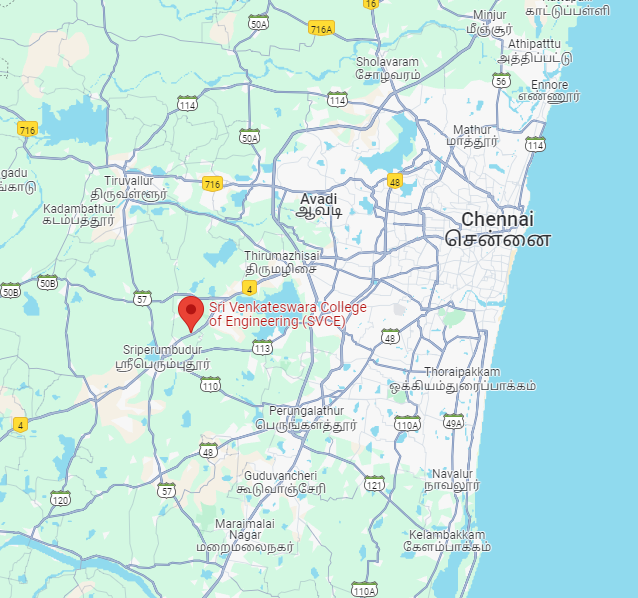 16
Minjur
மீஞ்சூர்
காட்டுப்பள்ளி
50A
716A
Athipatttu
அத்திப்பட்டு
Sholavaram
சோழவரம்
56
Ennore
எண்ணூர்
114
114
716
50A
Mathur
மாத்தூர்
114
Tiruvallur
திருவள்ளூர்
716
48
Avadi
ஆவடி
Kadambathur
கடம்பத்தூர்
Chennai
சென்னை
Thirumazhisai
திருமழிசை
50B
50B
4
57
Sri Venkateswara College
of Engineering (SVCE)
48
113
Sriperumbudur
ஸ்ரீபெரும்புதூர்
110
Thoraipakkam
ஒக்கியம்துரைப்பாக்கம்
Perungalathur
பெருங்களத்தூர்
4
110A
49A
48
Guduvancheri
கூடுவாஞ்சேரி
Navalur
நாவலூர்
57
121
120
Maraimalai
Nagar
மறைமலைநகர்
Kelambakkam
கேளம்பாக்கம்
110A